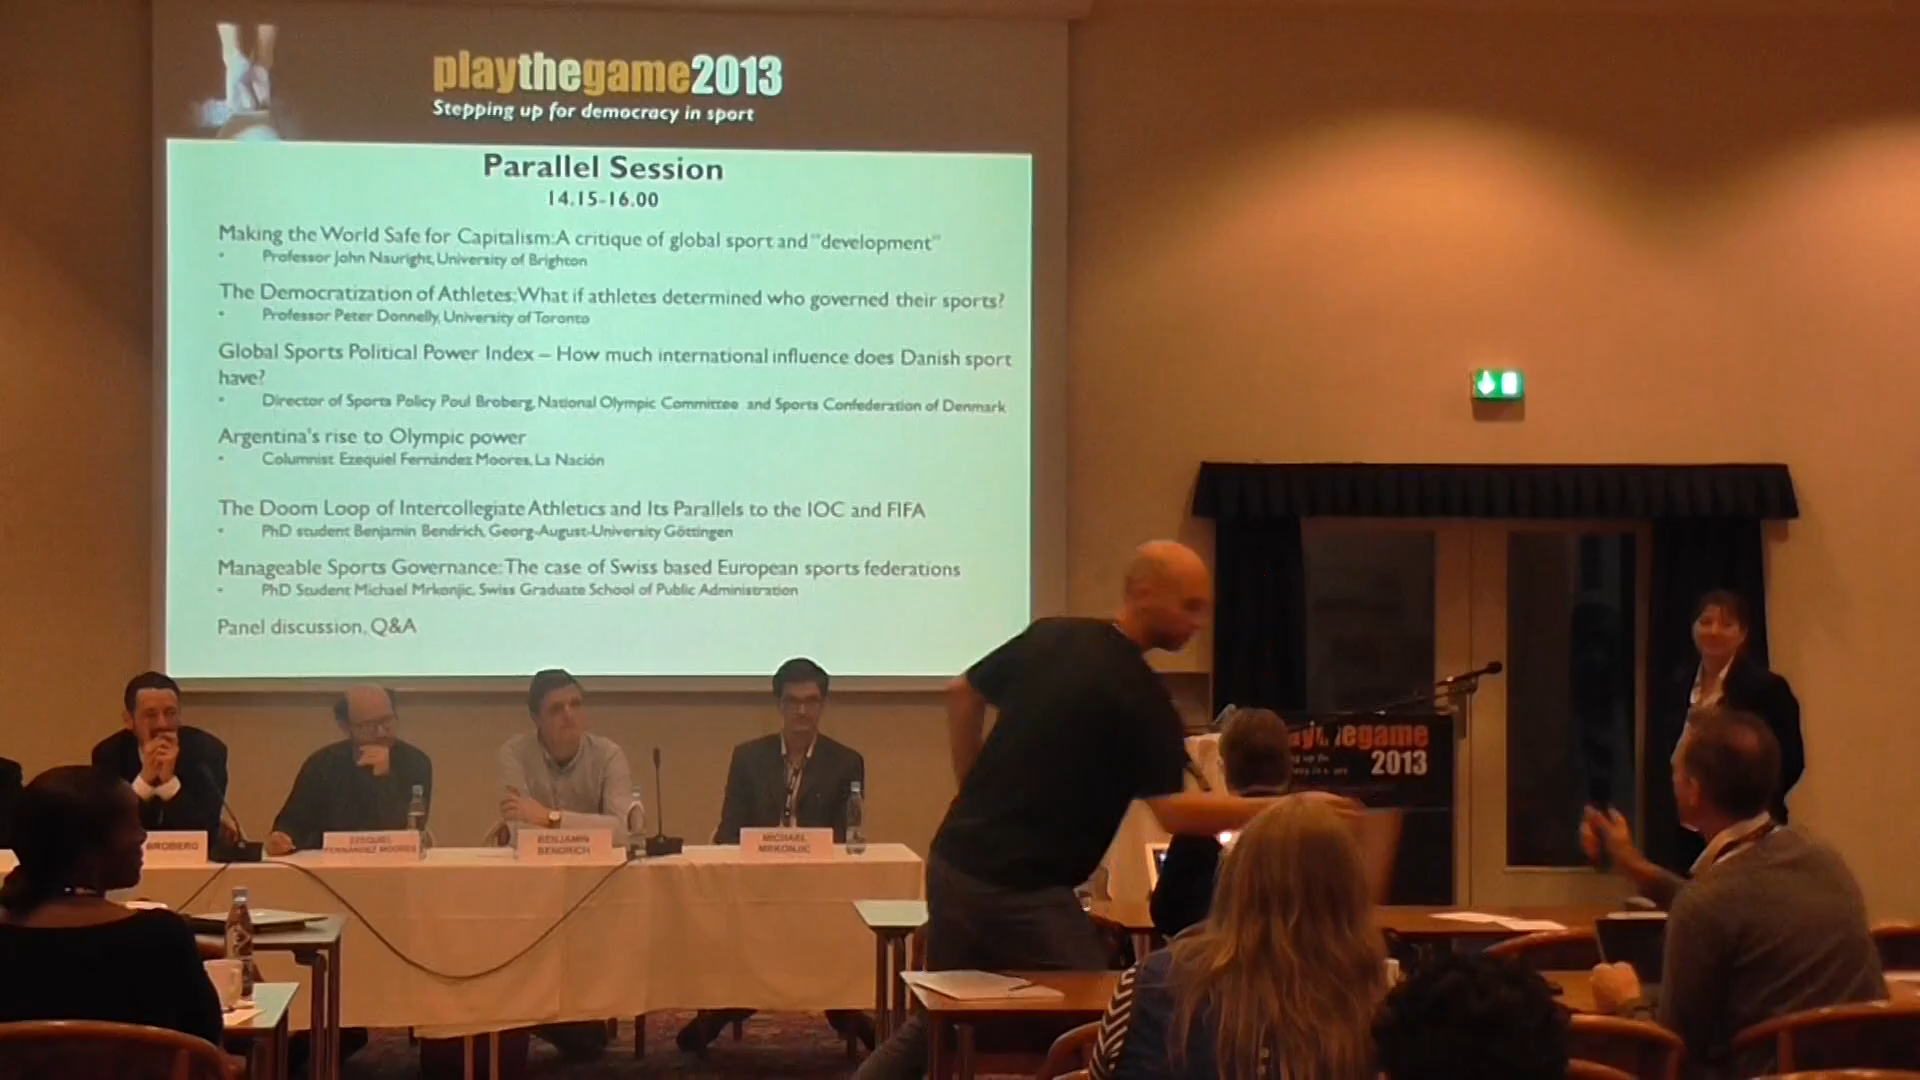 playthegame2013
Stepping up for democracy in sport
Parallel Session
14.15-16.00
Making the World Safe for Capitalism: A critique of global sport and "development"
• Professor John Nauright, University of Brighton
The Democratization of Athletes: What if athletes determined who governed their sports?
• Professor Peter Donnelly, University of Toronto
Global Sports Political Power Index – How much international influence does Danish sport
have?
• Director of Sports Policy Poul Broberg, National Olympic Committee and Sports Confederation of Denmark
Argentina's rise to Olympic power
• Columnist Ezequiel Fernández Moores, La Nación
The Doom Loop of Intercollegiate Athletics and Its Parallels to the IOC and FIFA
• PhD student Benjamin Bendrich, Georg-August-University Göttingen
Manageable Sports Governance: The case of Swiss based European sports federations
• PhD Student Michael Mrkonjic, Swiss Graduate School of Public Administration
Panel discussion, Q&A
BROBERG
EZEQUIEL
FERNÁNDEZ MOORES
BENJAMIN
BENDRICH
MICHAEL
MRKONJIC
game
2013